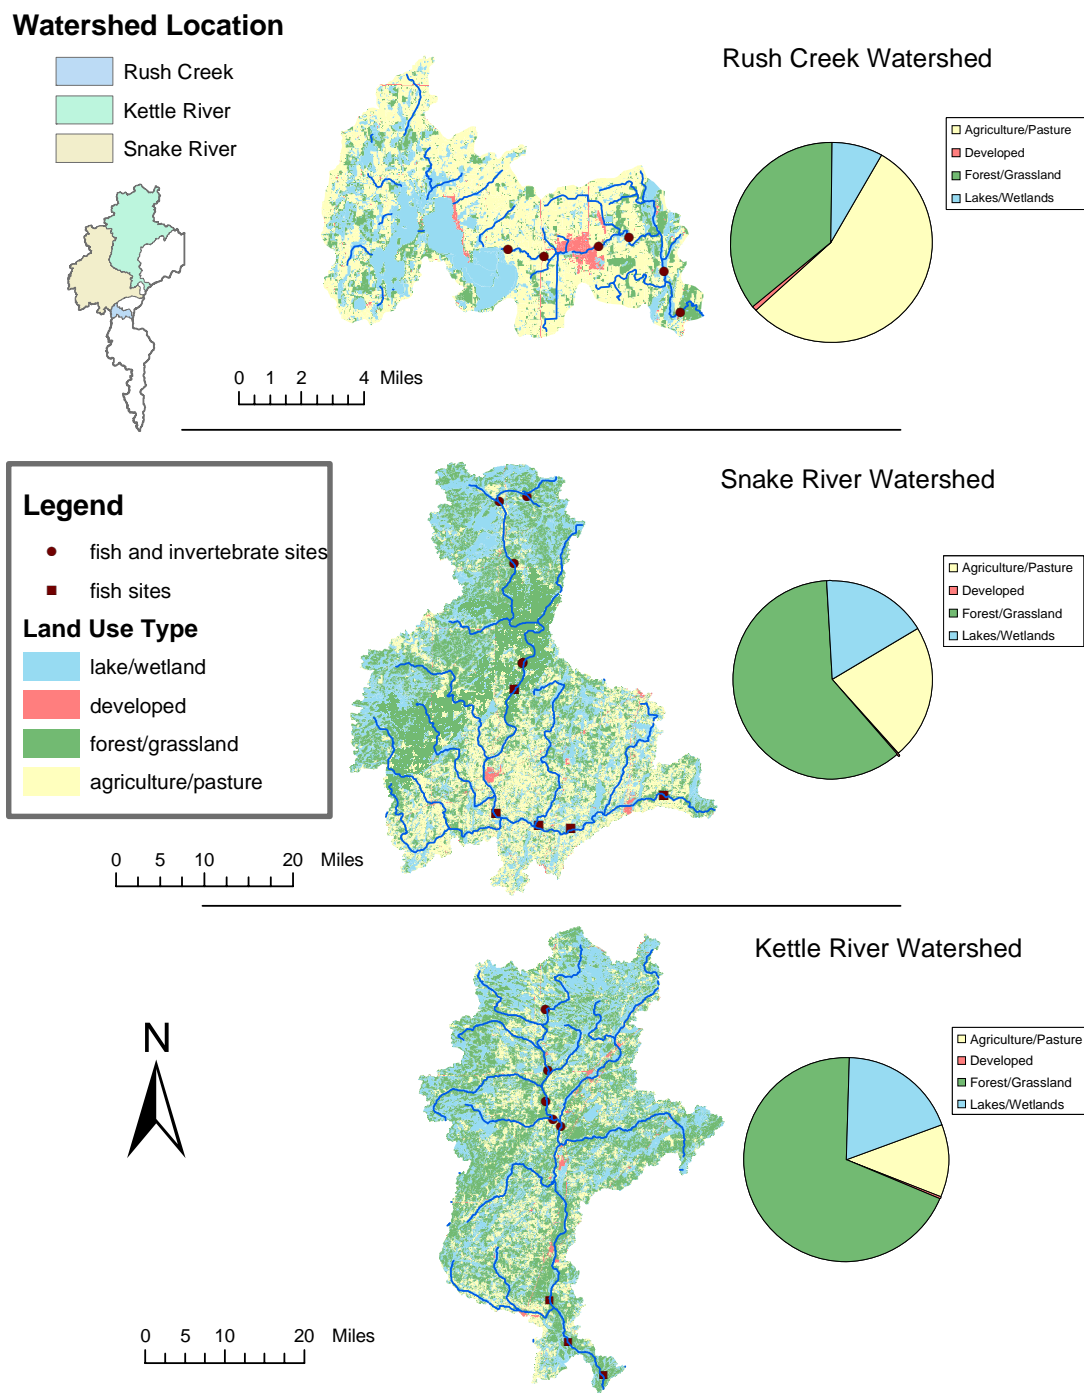 Watershed Location
Rush Creek
Kettle River
Snake River
Rush Creek Watershed
Agriculture/Pasture
Developed
Forest/Grassland
Lakes/Wetlands
0 1 2 4 Miles
Snake River Watershed
Legend
fish and invertebrate sites
fish sites
Land Use Type
lake/wetland
developed
forest/grassland
agriculture/pasture
Agriculture/Pasture
Developed
Forest/Grassland
Lakes/Wetlands
0 5 10 20 Miles
Kettle River Watershed
N
Agriculture/Pasture
Developed
Forest/Grassland
Lakes/Wetlands
0 5 10 20 Miles